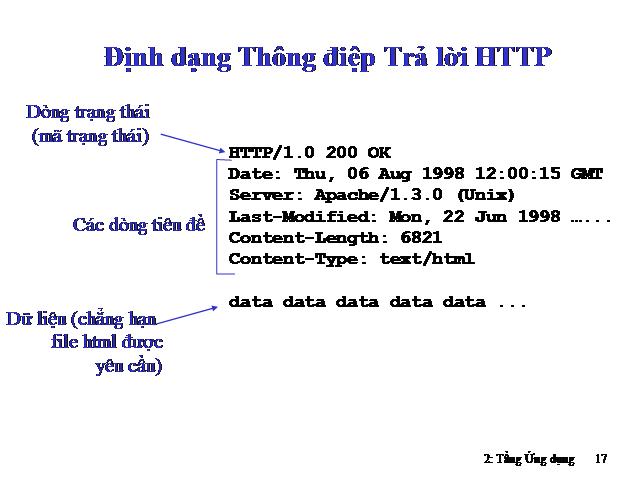 Định dạng Thông điệp Trả lời HTTP
Dòng trạng thái
(mã trạng thái)
HTTP/1.0 200 OK
Date: Thu, 06 Aug 1998 12:00:15 GMT
Server: Apache/1.3.0 (Unix)
Last-Modified: Mon, 22 Jun 1998 …...
Content-Length: 6821
Content-Type: text/html
Các dòng tiên đề
data data data data data ...
Dữ liệu (chẳng hạn
file html được
yên cần)
2: Tầng Ứng dụng 17